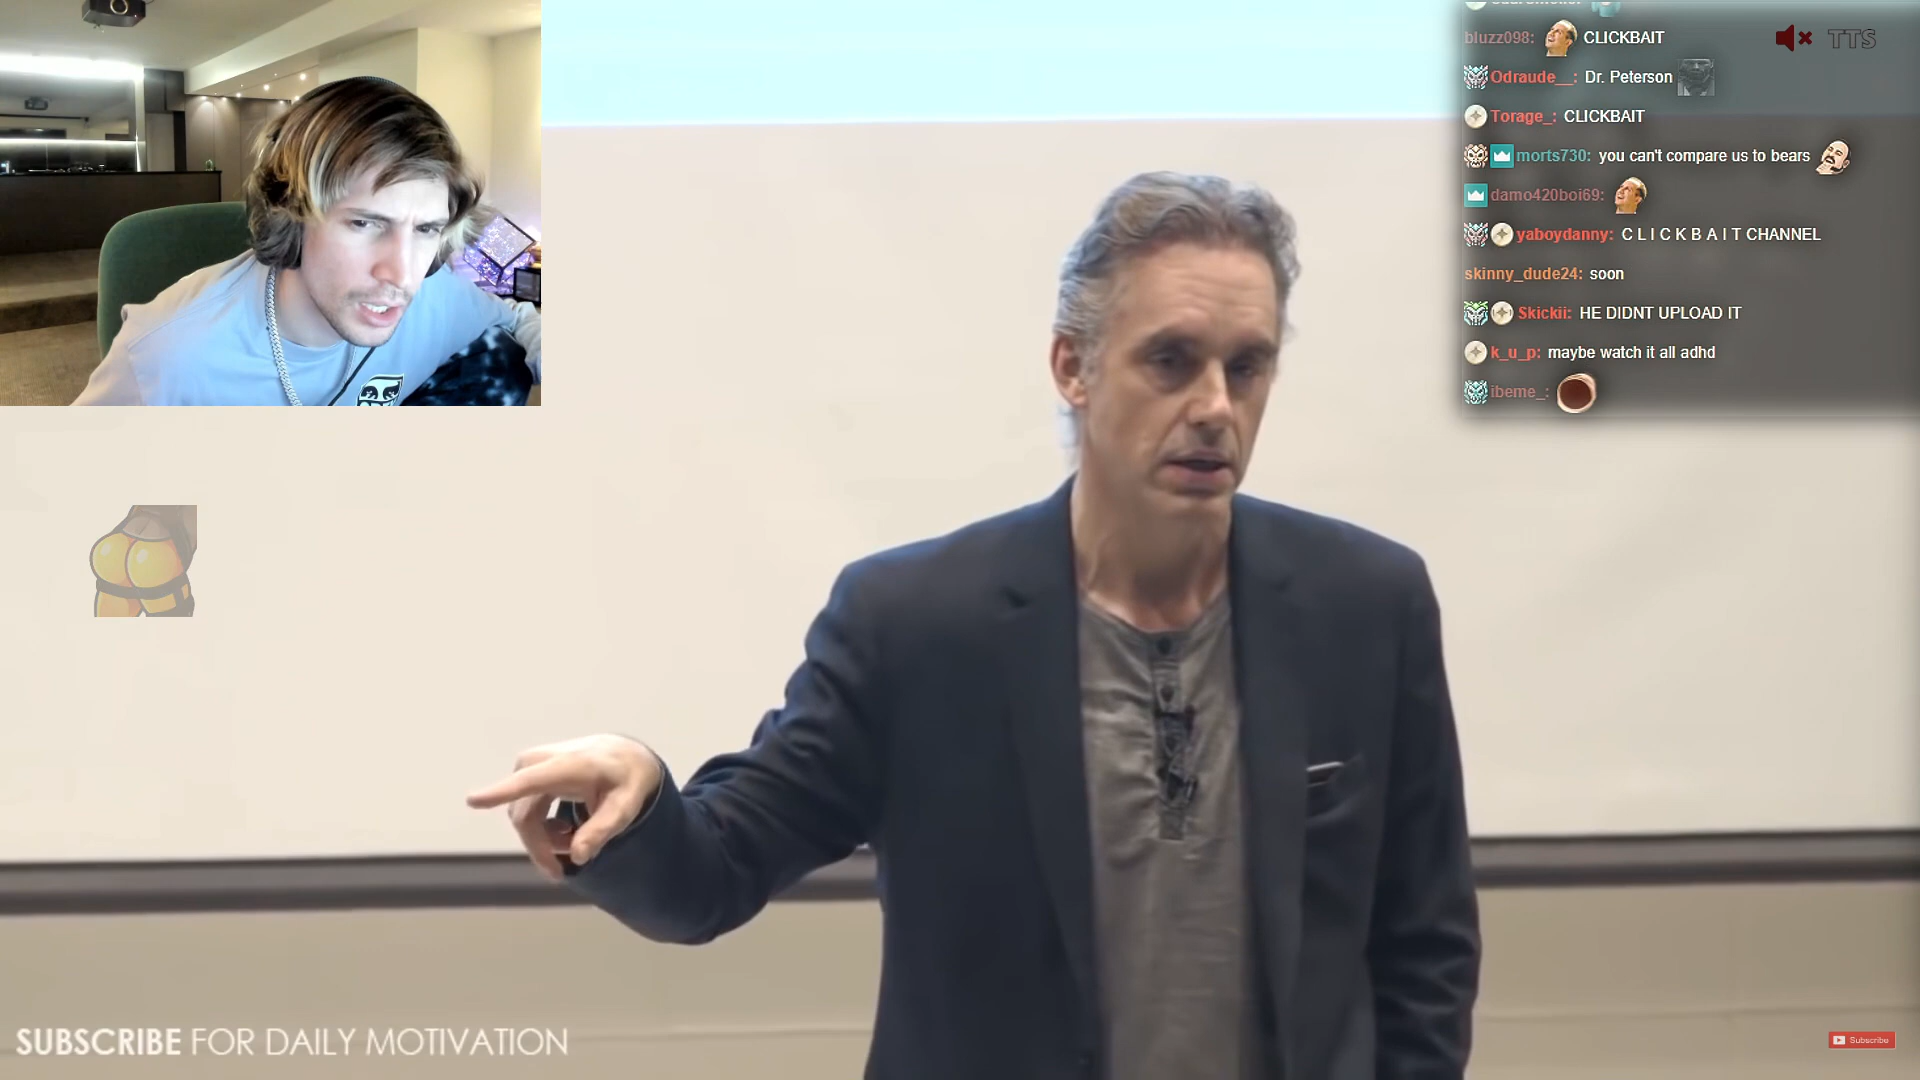 bluzz098: CLICKBAIT
TTS
Odraude__: Dr. Peterson
Torage_: CLICKBAIT
morts730: you can't compare us to bears
damo420boi69:
yaboydanny: C L I C K B A I T CHANNEL
skinny_dude24: soon
Skickii: HE DIDNT UPLOAD IT
k_u_p: maybe watch it all adhd
ibeme_:
SUBSCRIBE FOR DAILY MOTIVATION
Subscribe